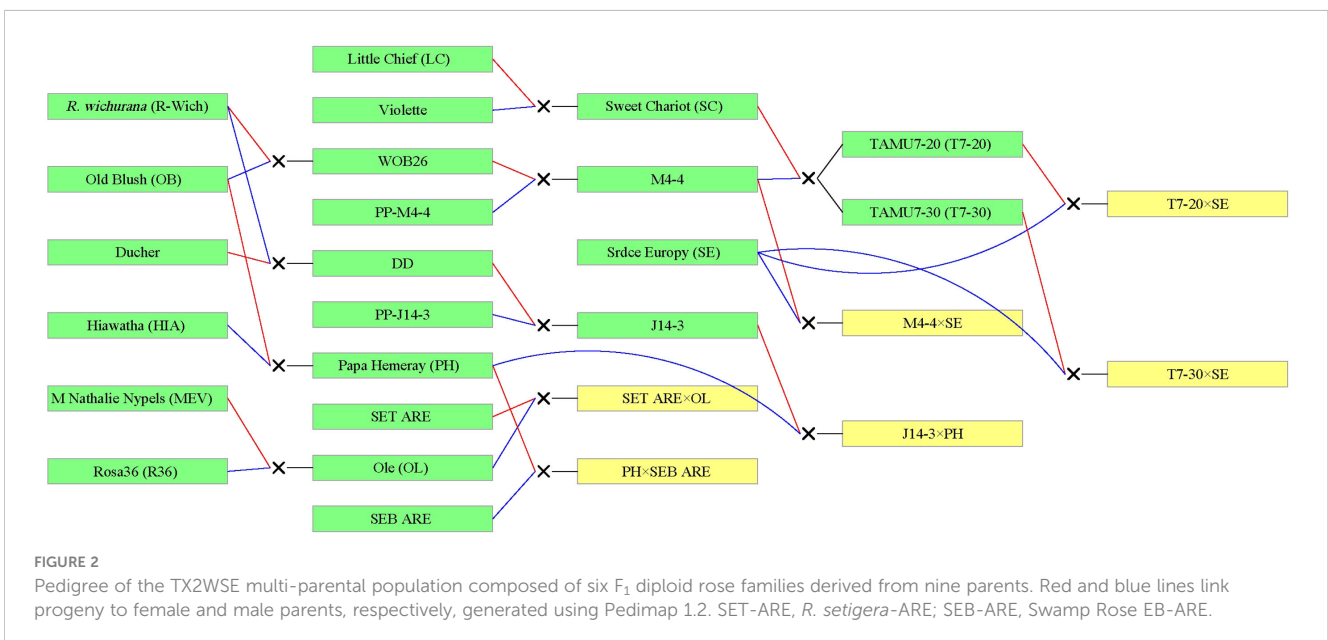 Little Chief (LC)
R. wichurana (R-Wich)
Violette
Sweet Chariot (SC)
TAMU7-20 (T7-20)
WOB26
Old Blush (OB)
M4-4
T7-20×SE
PP-M4-4
TAMU7-30 (T7-30)
Ducher
DD
Srdce Europy (SE)
PP-J14-3
Hiawatha (HIA)
J14-3
M4-4×SE
Papa Hemeray (PH)
T7-30×SE
M Nathalie Nypels (MEV)
SET ARE
SET ARE×OL
J14-3×PH
Rosa36 (R36)
Ole (OL)
PH×SEB ARE
SEB ARE
FIGURE 2
Pedigree of the TX2WSE multi-parental population composed of six F₁ diploid rose families derived from nine parents. Red and blue lines link
progeny to female and male parents, respectively, generated using Pedimap 1.2. SET-ARE, R. setigera-ARE; SEB-ARE, Swamp Rose EB-ARE.